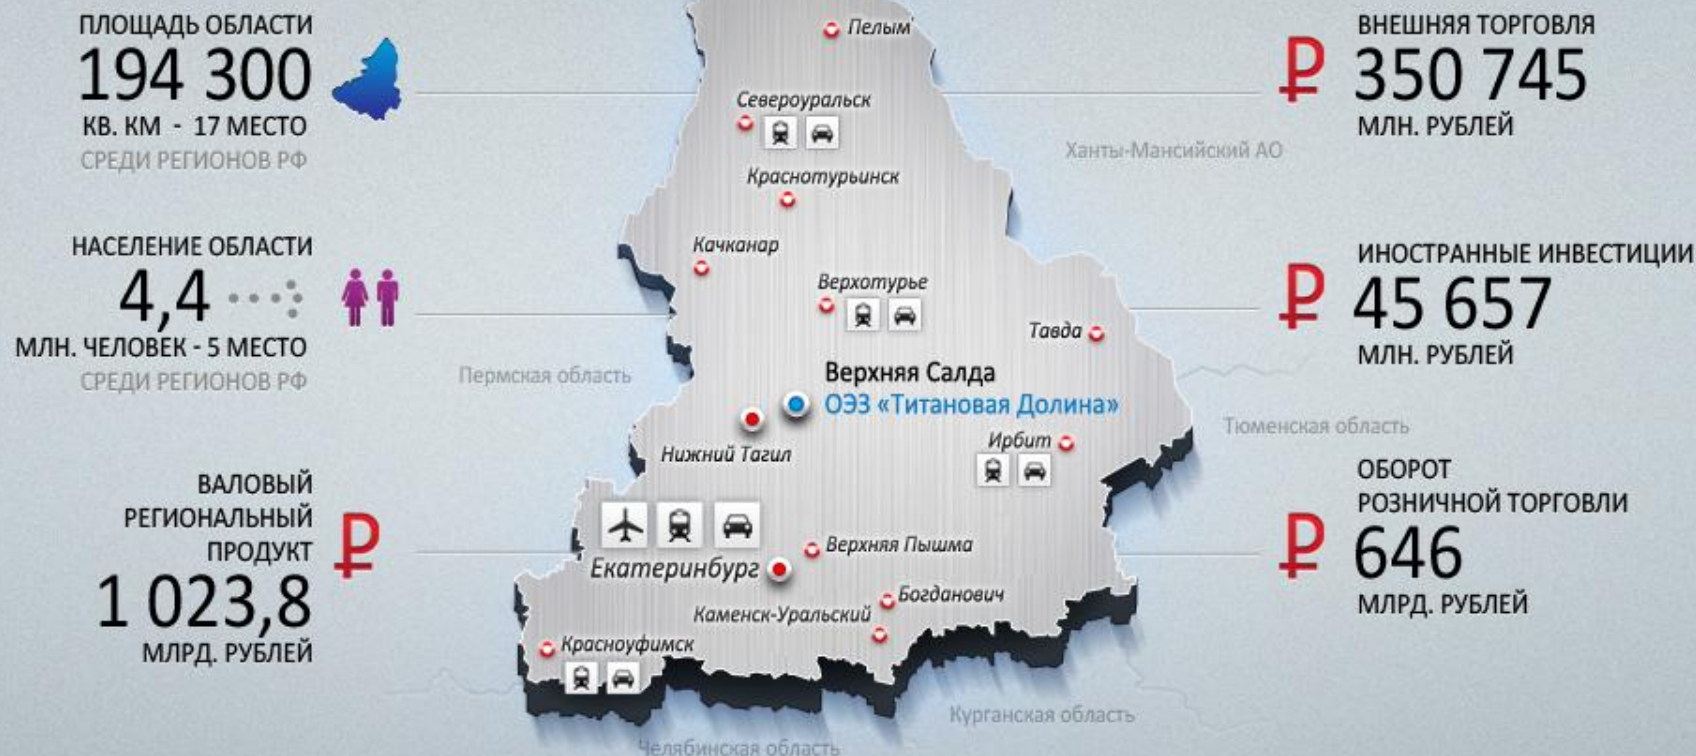 ПЛОЩАДЬ ОБЛАСТИ
194 300
КВ. КМ - 17 МЕСТО
СРЕДИ РЕГИОНОВ РФ
НАСЕЛЕНИЕ ОБЛАСТИ
4,4
МЛН. ЧЕЛОВЕК - 5 МЕСТО
СРЕДИ РЕГИОНОВ РФ
ВАЛОВЫЙ
РЕГИОНАЛЬНЫЙ
ПРОДУКТ
1 023,8
МЛРД. РУБЛЕЙ
Пелым
Североуральск
Краснотурьинск
Качканар
Верхотурье
Тавда
Верхняя Салда
ОЭЗ «Титановая Долина»
Нижний Тагил
Ирбит
Верхняя Пышма
Екатеринбург
Богданович
Каменск-Уральский
Красноуфимск
Пермская область
Ханты-Мансийский АО
Тюменская область
Курганская область
Челябинская область
ВНЕШНЯЯ ТОРГОВЛЯ
350 745
МЛН. РУБЛЕЙ
ИНОСТРАННЫЕ ИНВЕСТИЦИИ
45 657
МЛН. РУБЛЕЙ
ОБОРОТ
РОЗНИЧНОЙ ТОРГОВЛИ
646
МЛРД. РУБЛЕЙ